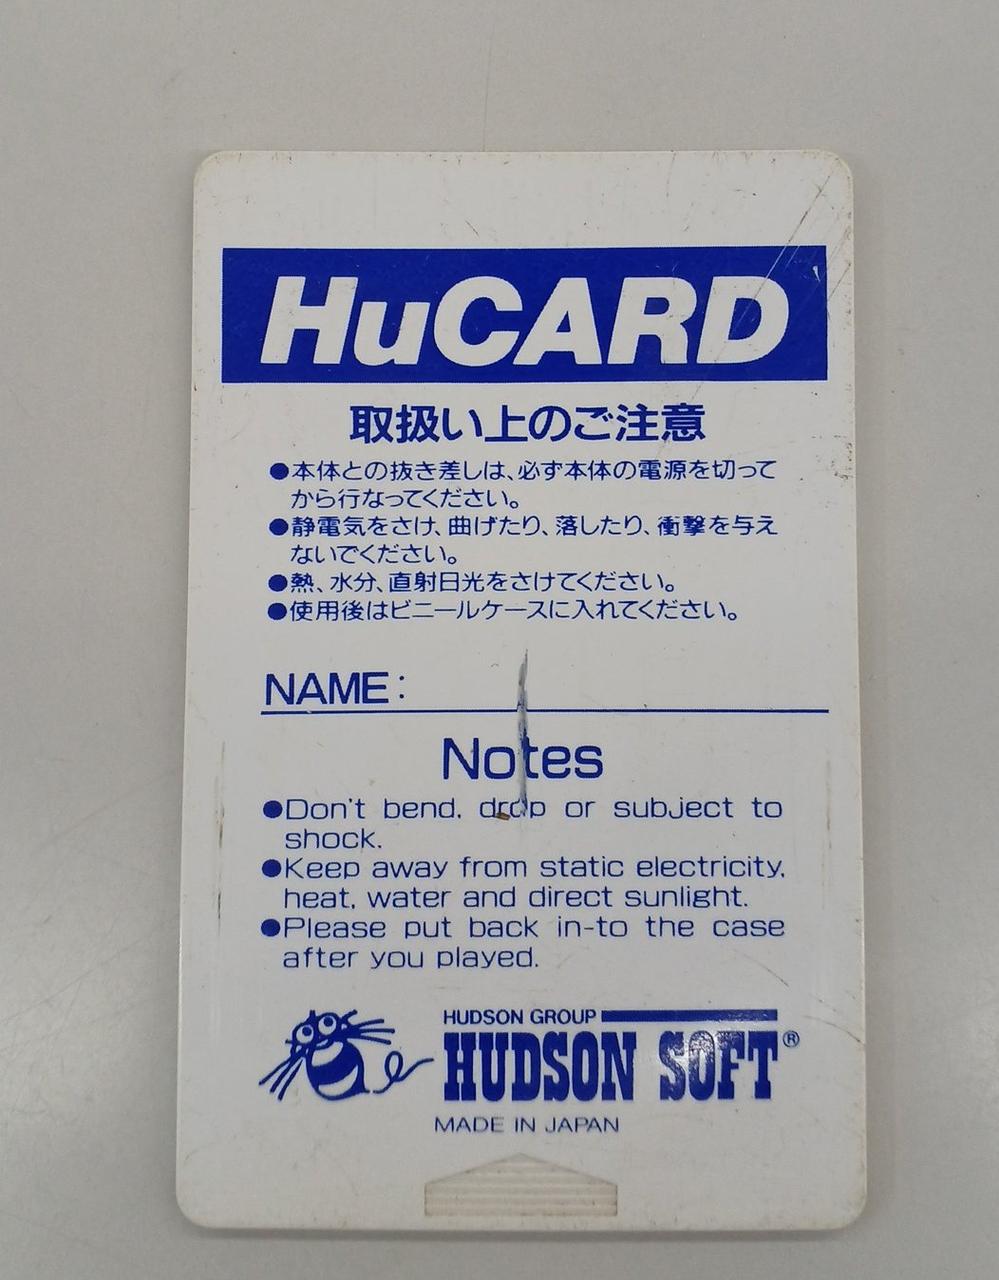 HuCARD
取扱い上のご注意
●本体との抜き差しは、必ず本体の電源を切って
から行なってください。
●静電気をさけ、曲げたり、落したり、衝撃を与え
ないでください。
●熱、水分、直射日光をさけてください。
●使用後はビニールケースに入れてください。
NAME:
Notes
●Don't bend, drop or subject to
shock.
●Keep away from static electricity,
heat, water and direct sunlight.
●Please put back in-to the case
after you played.
HUDSON GROUP
HUDSON SOFT®
MADE IN JAPAN